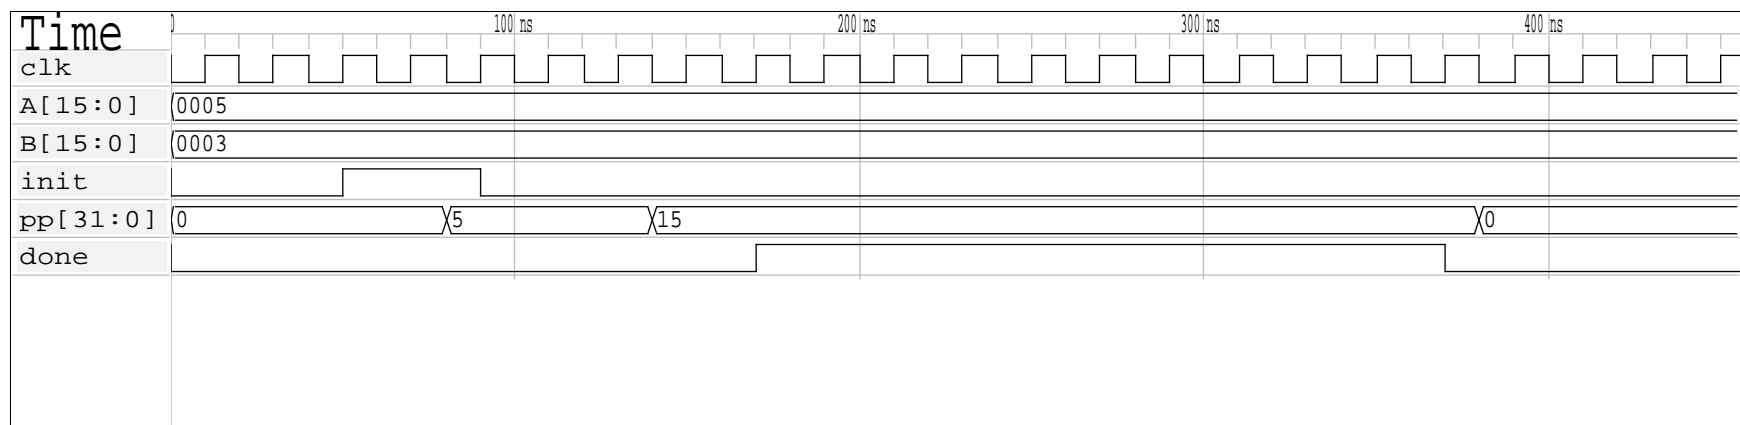 Time 0 100 ns 200 ns 300 ns 400 ns
clk
A[15:0] 0005
B[15:0] 0003
init
pp[31:0] 0 5 15 0
done